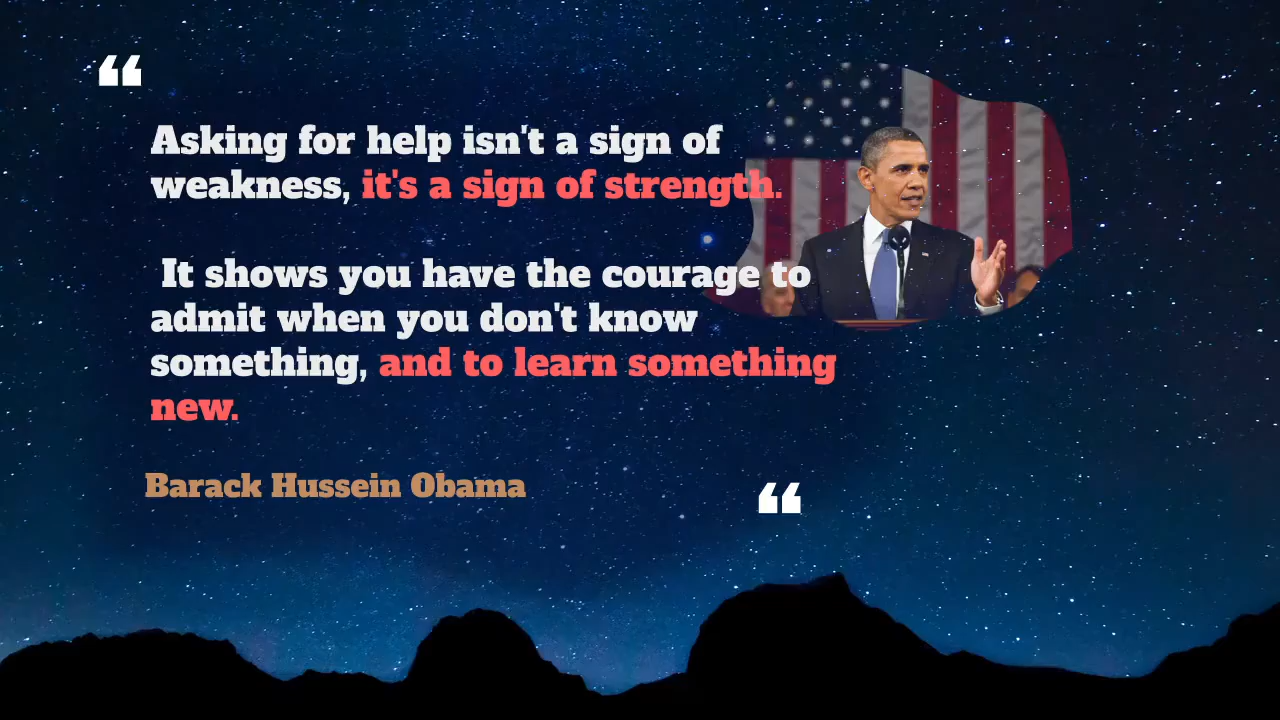 ❝
Asking for help isn't a sign of
weakness, it's a sign of strength.
It shows you have the courage to
admit when you don't know
something, and to learn something
new.
Barack Hussein Obama
❝